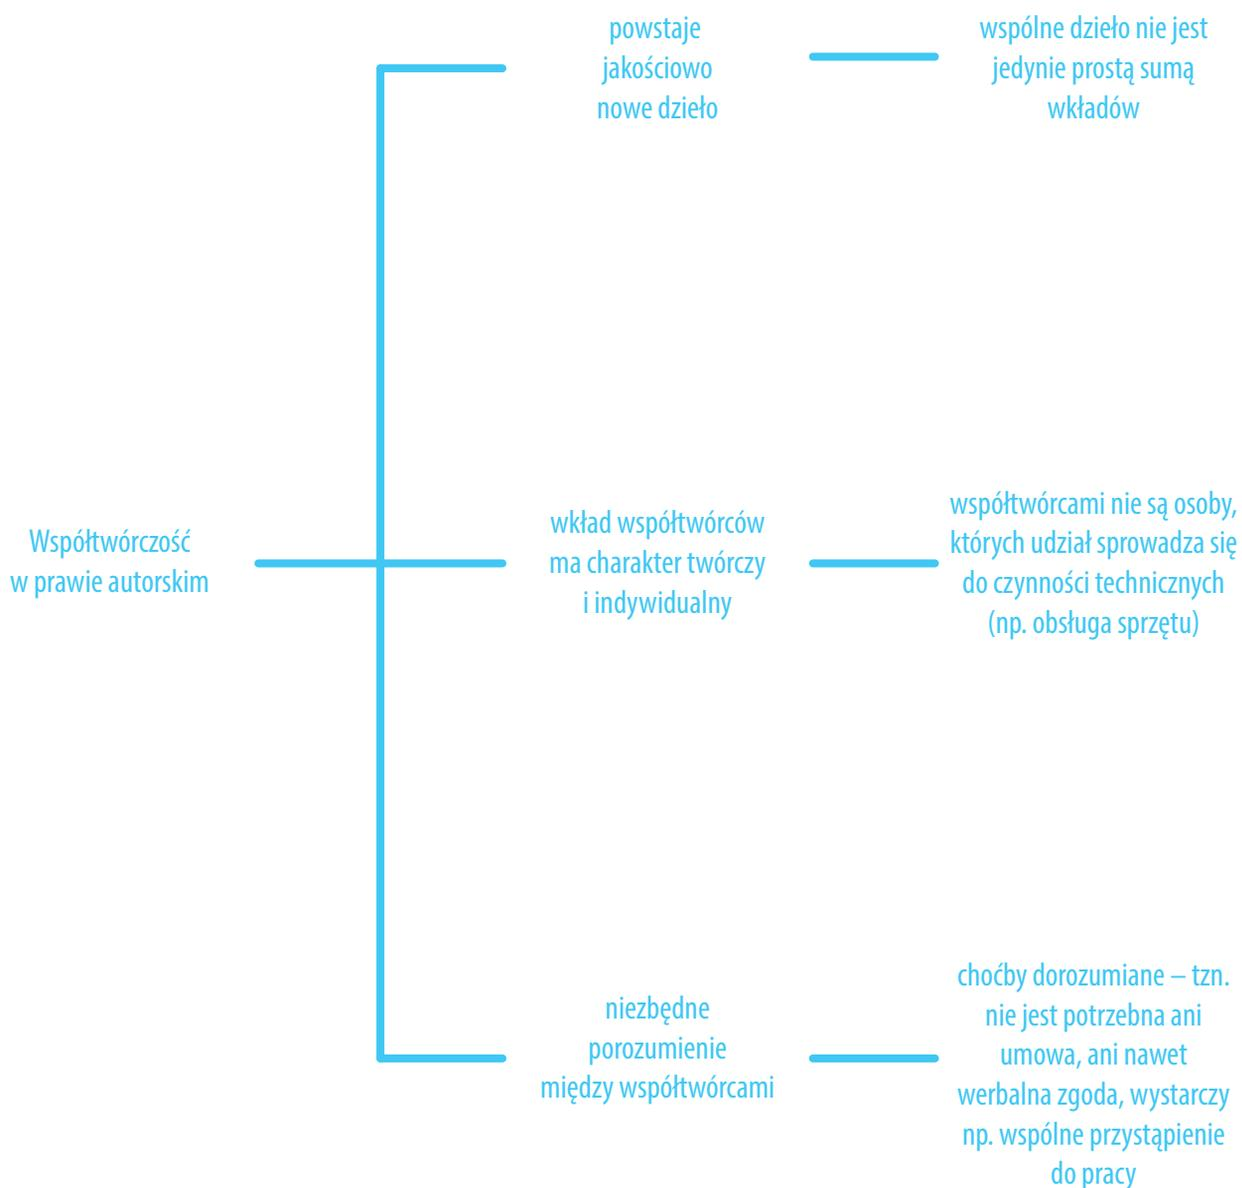 Współtwórczość
w prawie autorskim
powstaje
jakościowo
nowe dzieło
wspólne dzieło nie jest
jedynie prostą sumą
wkładów
wkład współtwórców
ma charakter twórczy
i indywidualny
współtwórcami nie są osoby,
których udział sprowadza się
do czynności technicznych
(np. obsługa sprzętu)
niezbędne
porozumienie
między współtwórcami
choćby dorozumiane – tzn.
nie jest potrzebna ani
umowa, ani nawet
werbalna zgoda, wystarczy
np. wspólne przystąpienie
do pracy